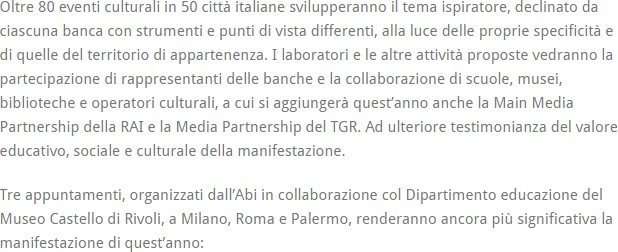 Oltre 80 eventi culturali in 50 città italiane svilupperanno il tema ispiratore, declinato da
ciascuna banca con strumenti e punti di vista differenti, alla luce delle proprie specificità e
di quelle del territorio di appartenenza. I laboratori e le altre attività proposte vedranno la
partecipazione di rappresentanti delle banche e la collaborazione di scuole, musei,
biblioteche e operatori culturali, a cui si aggiungerà quest’anno anche la Main Media
Partnership della RAI e la Media Partnership del TGR. Ad ulteriore testimonianza del valore
educativo, sociale e culturale della manifestazione.
Tre appuntamenti, organizzati dall’Abi in collaborazione col Dipartimento educazione del
Museo Castello di Rivoli, a Milano, Roma e Palermo, renderanno ancora più significativa la
manifestazione di quest’anno: